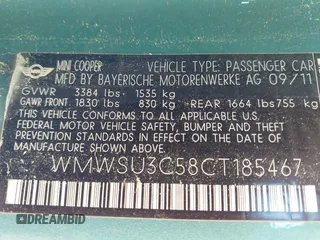 MINI COOPER VEHICLE TYPE: PASSENGER CAR
MFD BY BAYERISCHE MOTORENWERKE AG 09/11
GVWR 3384 lbs 1535 kg
GAWR FRONT 1830 lbs 830 kg REAR 1664 lbs755 kg
THIS VEHICLE CONFORMS TO ALL APPLICABLE
U.S. FEDERAL MOTOR VEHICLE SAFETY,
BUMPER AND THEFT PREVENTION STANDARDS
IN EFFECT ON THE DATE OF
MANUFACTURE SHOWN ABOVE
WMWSU3C58CT185467
DREAMBID